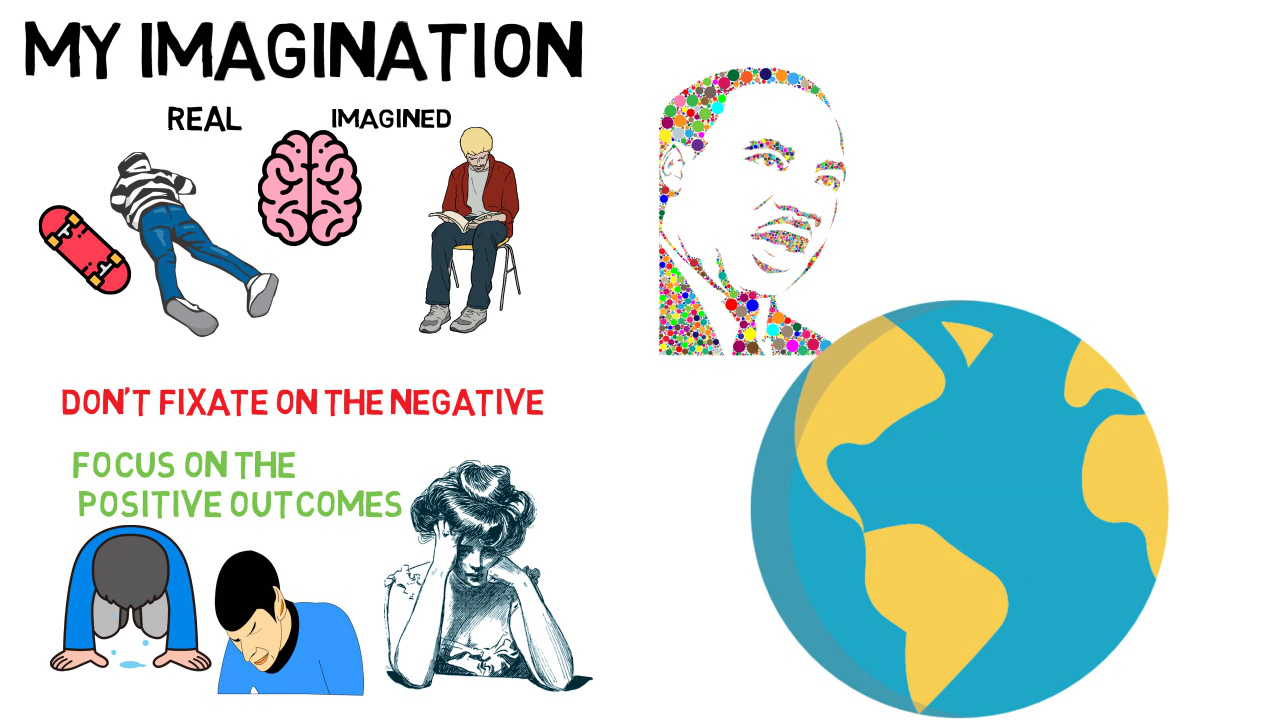 MY IMAGINATION
REAL
IMAGINED
DON'T FIXATE ON THE NEGATIVE
FOCUS ON THE
POSITIVE OUTCOMES